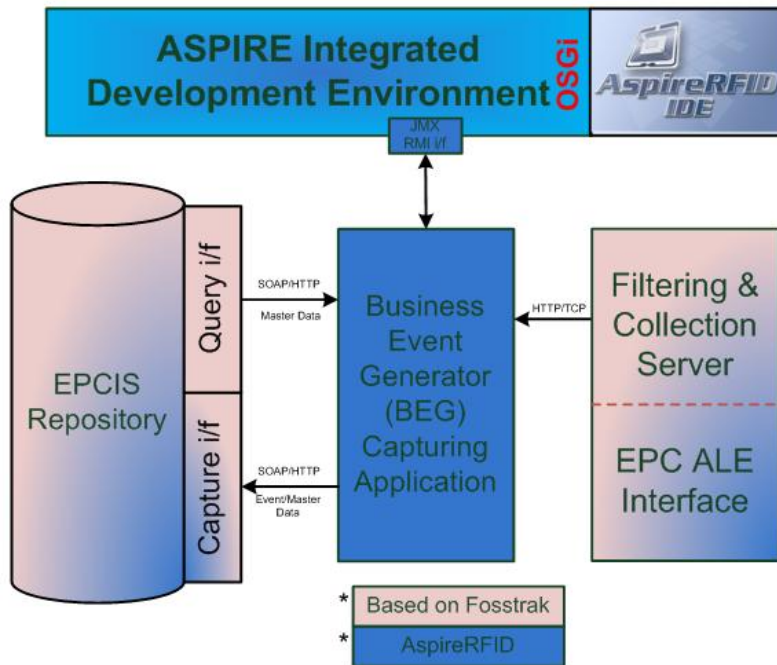 ASPIRE Integrated
Development Environment
OSGi
AspireRFID
IDE
JMX
RMI i/f
EPCIS
Repository
Query i/f
Capture i/f
SOAP/HTTP
Master Data
SOAP/HTTP
Event/Master
Data
Business
Event
Generator
(BEG)
Capturing
Application
HTTP/TCP
Filtering &
Collection
Server
EPC ALE
Interface
* Based on Fosstrak
* AspireRFID